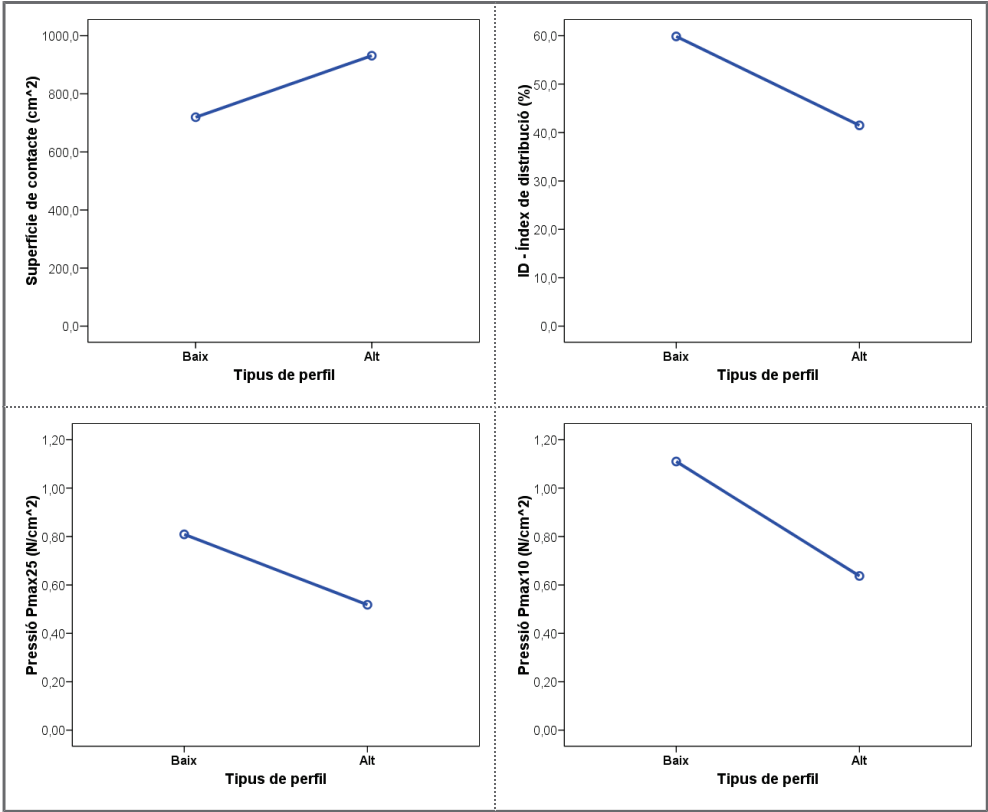 Superfície de contacte (cm^2)
1000,0
800,0
600,0
400,0
200,0
0,0
Baix
Alt
Tipus de perfil
ID - índex de distribució (%)
60,0
50,0
40,0
30,0
20,0
10,0
0,0
Baix
Alt
Tipus de perfil
Pressió Pmax25 (N/cm^2)
1,20
1,00
0,80
0,60
0,40
0,20
0,00
Baix
Alt
Tipus de perfil
Pressió Pmax10 (N/cm^2)
1,20
1,00
0,80
0,60
0,40
0,20
0,00
Baix
Alt
Tipus de perfil